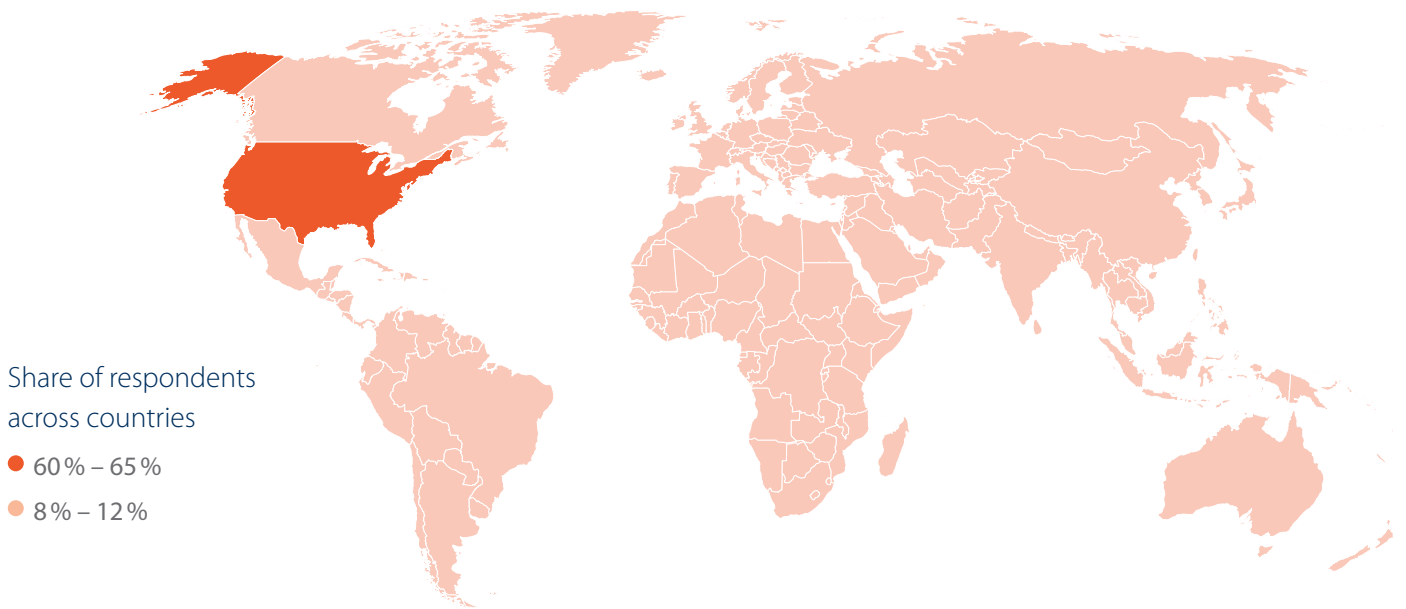 Share of respondents
across countries
60 % – 65 %
8 % – 12 %